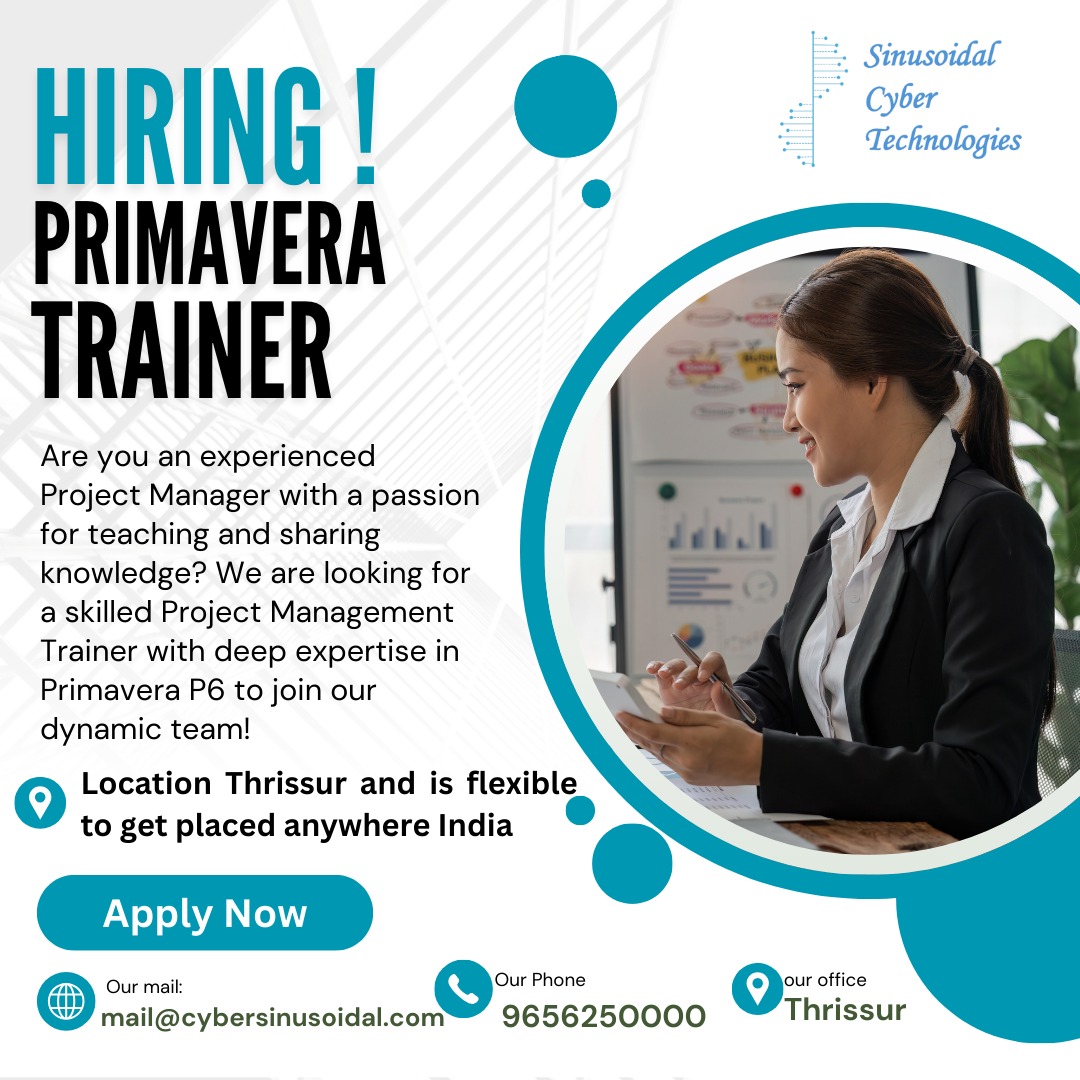 Sinusoidal
Cyber
Technologies
HIRING !
PRIMAVERA
TRAINER
Are you an experienced
Project Manager with a passion
for teaching and sharing
knowledge? We are looking for
a skilled Project Management
Trainer with deep expertise in
Primavera P6 to join our
dynamic team!
Location Thrissur and is flexible
to get placed anywhere India
Apply Now
Our mail:
mail@cybersinusoidal.com
Our Phone
9656250000
our office
Thrissur